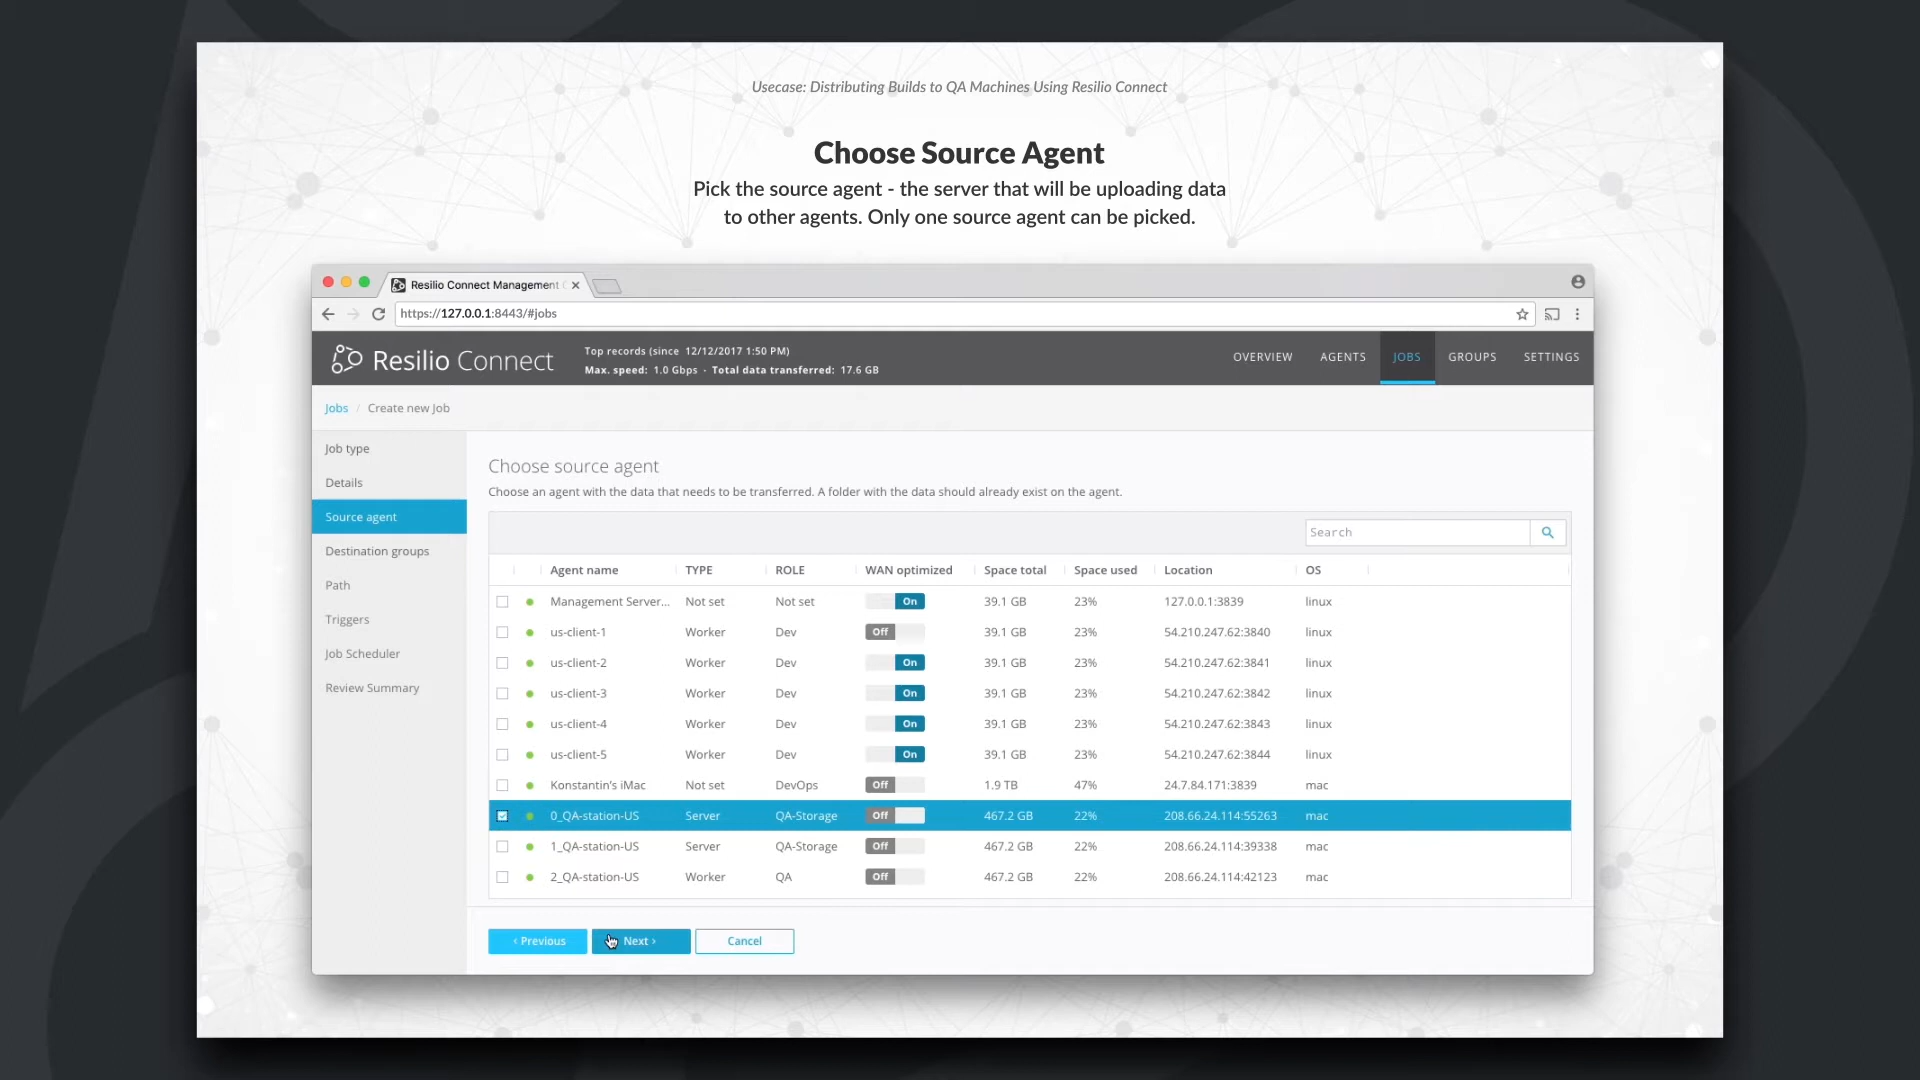 Usecase: Distributing Builds to QA Machines Using Resilio Connect
Choose Source Agent
Pick the source agent - the server that will be uploading data
to other agents. Only one source agent can be picked.
Resilio Connect Management
https://127.0.0.1:8443/#jobs
Resilio Connect
Top records (since 12/12/2017 1:50 PM)
Max. speed: 1.0 Gbps - Total data transferred: 17.6 GB
OVERVIEW AGENTS JOBS GROUPS SETTINGS
Jobs / Create new Job
Job type
Details
Source agent
Destination groups
Path
Triggers
Job Scheduler
Review Summary
Choose source agent
Choose an agent with the data that needs to be transferred. A folder with the data should already exist on the agent.
Search
Agent name TYPE ROLE WAN optimized Space total Space used Location OS
Management Server... Not set Not set On 39.1 GB 23% 127.0.0.1:3839 linux
us-client-1 Worker Dev Off 39.1 GB 23% 54.210.247.62:3840 linux
us-client-2 Worker Dev On 39.1 GB 23% 54.210.247.62:3841 linux
us-client-3 Worker Dev On 39.1 GB 23% 54.210.247.62:3842 linux
us-client-4 Worker Dev On 39.1 GB 23% 54.210.247.62:3843 linux
us-client-5 Worker Dev On 39.1 GB 23% 54.210.247.62:3844 linux
Konstantin's iMac Not set DevOps Off 1.9 TB 47% 24.7.84.171:3839 mac
0_QA-station-US Server QA-Storage Off 467.2 GB 22% 208.66.24.114:55263 mac
1_QA-station-US Server QA-Storage Off 467.2 GB 22% 208.66.24.114:39338 mac
2_QA-station-US Worker QA Off 467.2 GB 22% 208.66.24.114:42123 mac
‹ Previous Next › Cancel